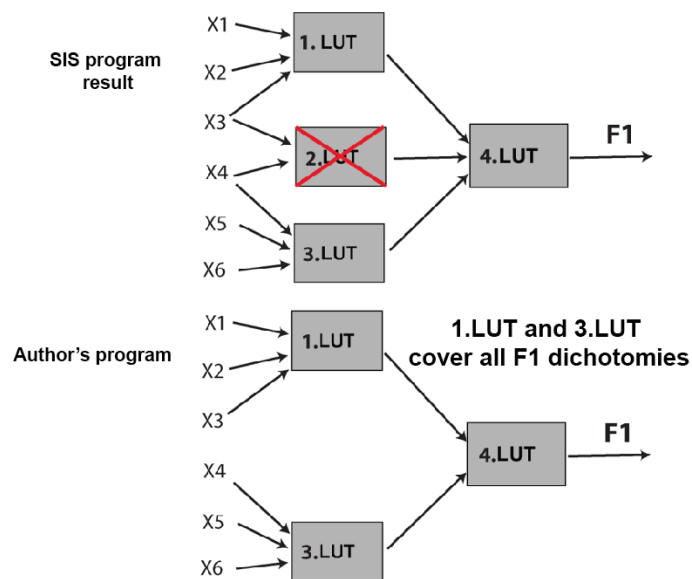 X1
1. LUT
SIS program
result
X2
X3
F1
2.LUT
4.LUT
X4
X5
3.LUT
X6
X1
1.LUT
1.LUT and 3.LUT
cover all F1 dichotomies
Author's program
X2
X3
F1
4.LUT
X4
X5
3.LUT
X6